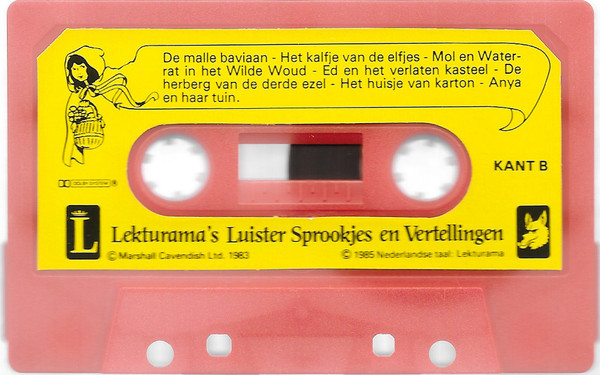 De malle baviaan - Het kalfje van de elfjes - Mol en Water-
rat in het Wilde Woud - Ed en het verlaten kasteel - De
herberg van de derde ezel - Het huisje van karton - Anya
en haar tuin.
DOLBY SYSTEM ®
KANT B
L Lekturama's Luister Sprookjes en Vertellingen
© Marshall Cavendish Ltd. 1983 © 1985 Nederlandse taal: Lekturama